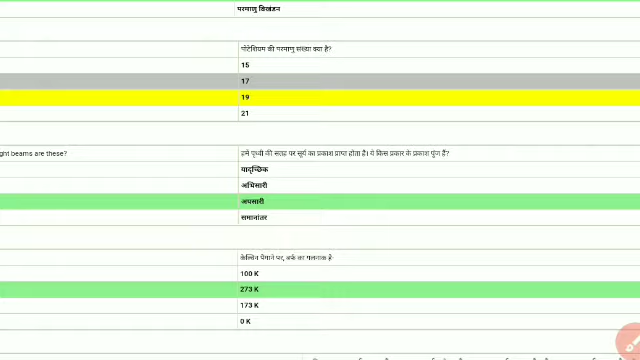 परमाणु विखंडन
पोटेशियम की परमाणु संख्या क्या है?
15
17
19
21
ght beams are these?
हमें पृथ्वी की सतह पर सूर्य का प्रकाश प्राप्त होता है। ये किस प्रकार के प्रकाश पुंज हैं?
यादृच्छिक
अभिसारी
अपसारी
समानांतर
केल्विन पैमाने पर, बर्फ का गलनांक है-
100 K
273 K
173 K
0 K